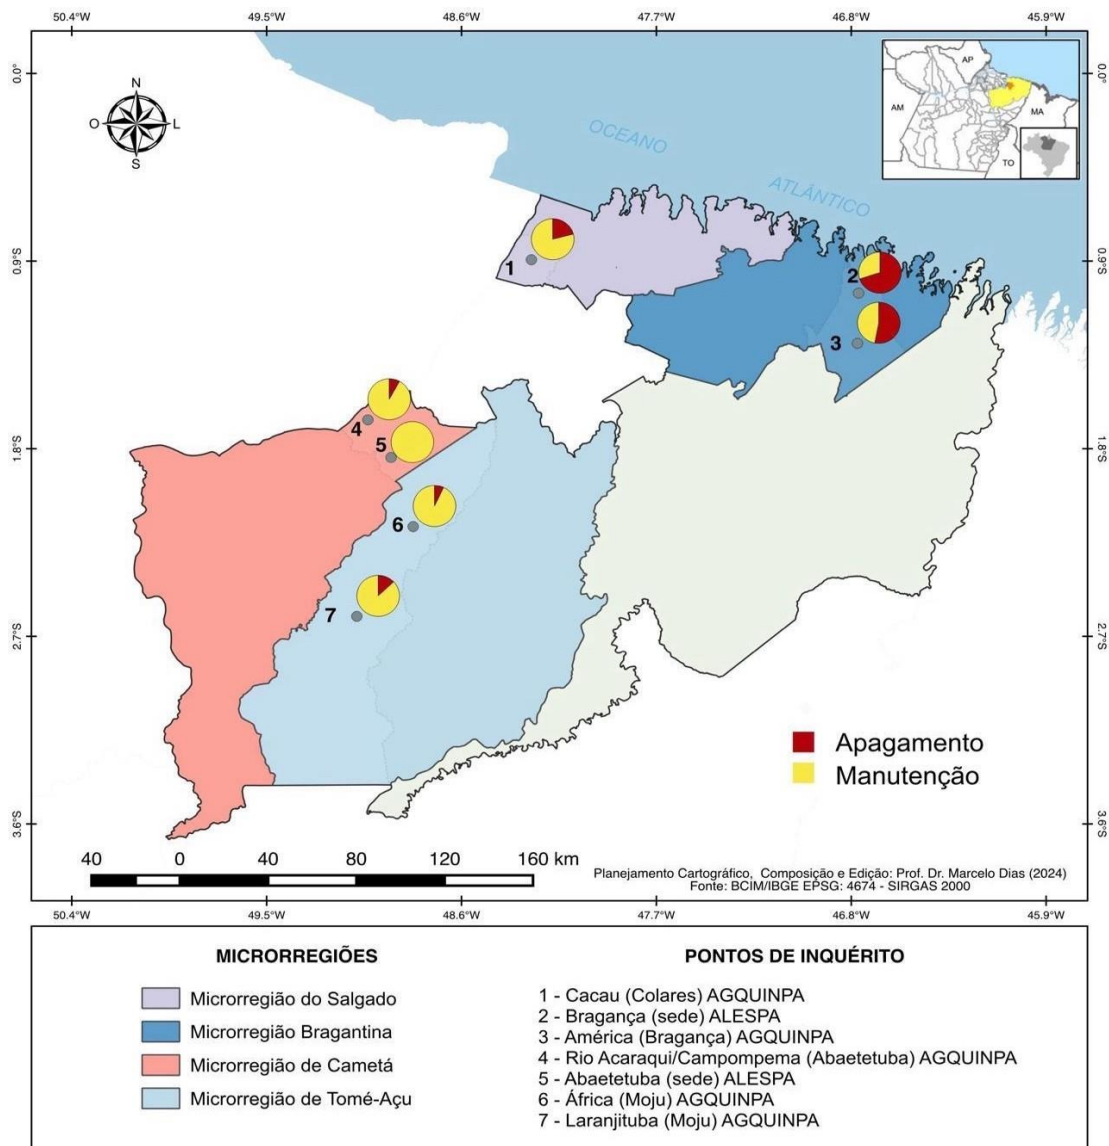 50.4°W 49.5°W 48.6°W 47.7°W 46.8°W 45.9°W
0.0° 0.0°
N
O L
S
OCEANO
ATLÂNTICO
AP
AM
MA
TO
0.9°S 0.9°S
1
2
3
4
5
1.8°S 1.8°S
6
7
2.7°S 2.7°S
Apagamento
Manutenção
3.6°S 3.6°S
40 0 40 80 120 160 km
Planejamento Cartográfico, Composição e Edição: Prof. Dr. Marcelo Dias (2024)
Fonte: BCIM/IBGE EPSG: 4674 - SIRGAS 2000
50.4°W 49.5°W 48.6°W 47.7°W 46.8°W 45.9°W
MICRORREGIÕES
Microrregião do Salgado
Microrregião Bragantina
Microrregião de Cametá
Microrregião de Tomé-Açu
PONTOS DE INQUÉRITO
1 - Cacau (Colares) AGQUINPA
2 - Bragança (sede) ALESPA
3 - América (Bragança) AGQUINPA
4 - Rio Acaraqui/Campompema (Abaetetuba) AGQUINPA
5 - Abaetetuba (sede) ALESPA
6 - África (Moju) AGQUINPA
7 - Laranjituba (Moju) AGQUINPA